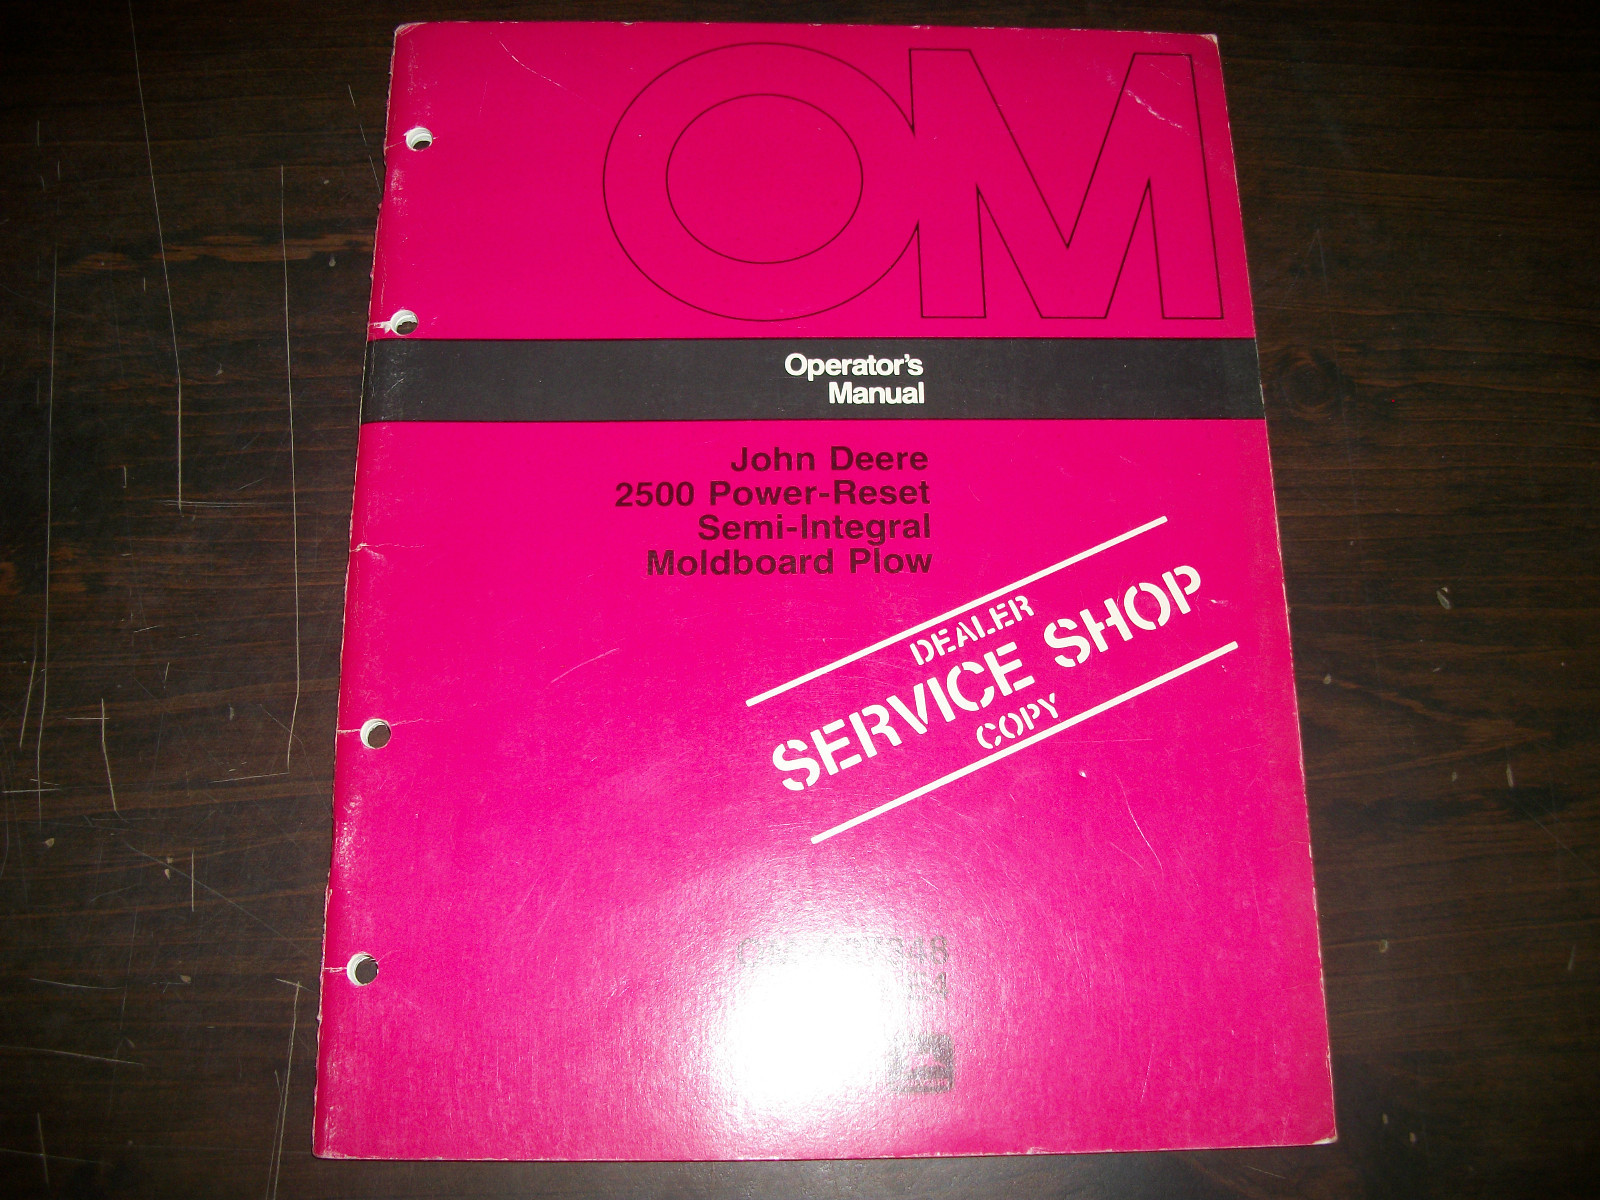 OM
Operator's
Manual
John Deere
2500 Power-Reset
Semi-Integral
Moldboard Plow
DEALER
SERVICE SHOP
COPY